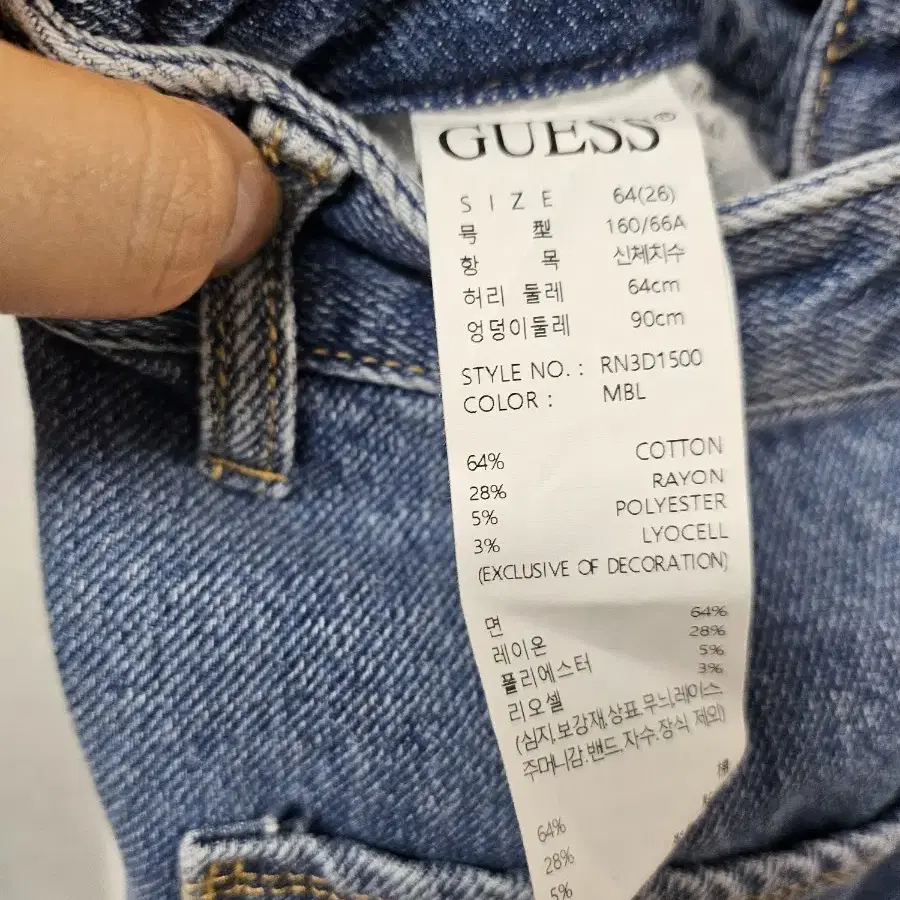 GUESS®
SIZE 64(26)
号 型 160/66A
항 목 신체치수
허리 둘레 64cm
엉덩이둘레 90cm
STYLE NO. : RN3D1500
COLOR : MBL
64% COTTON
28% RAYON
5% POLYESTER
3% LYOCELL
(EXCLUSIVE OF DECORATION)
면 64%
레이온 28%
폴리에스터 5%
리오셀 3%
(심지.보강재.상표.무늬.레이스
주머니감.밴드.자수.장식 제외)
64% 棉
28%
5%